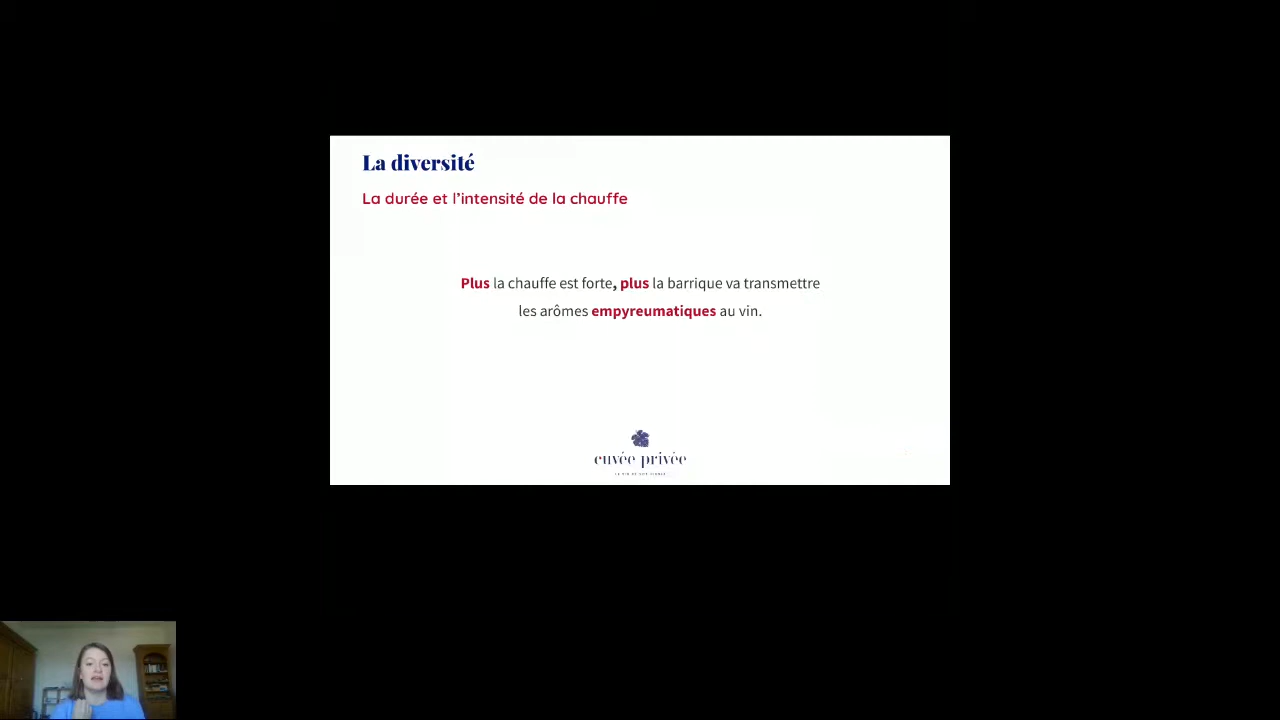 La diversité
La durée et l'intensité de la chauffe
Plus la chauffe est forte, plus la barrique va transmettre
les arômes empyreumatiques au vin.
cuvée privée